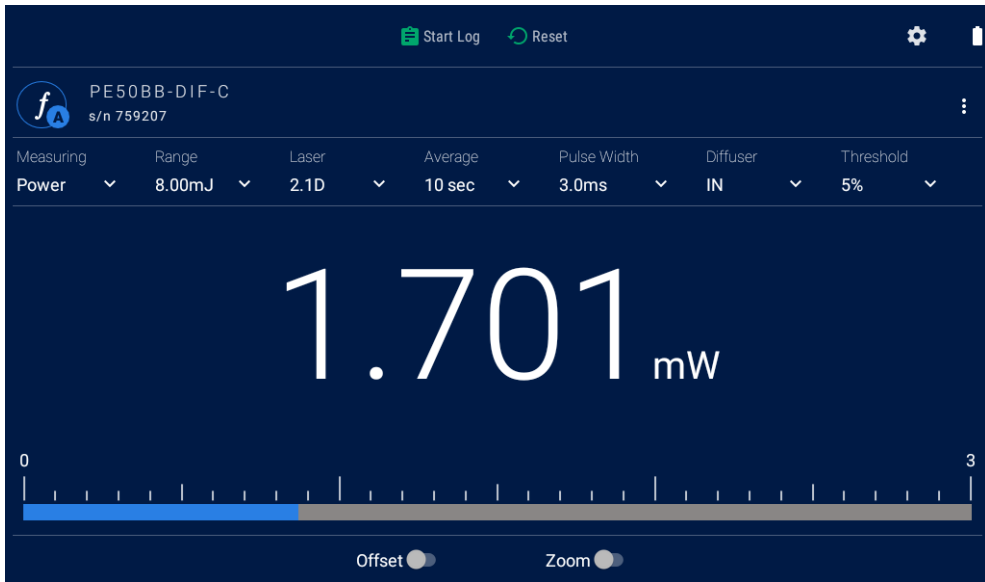 Start Log Reset
PE50BB-DIF-C
f A
s/n 759207
Measuring Range Laser Average Pulse Width Diffuser Threshold
Power 8.00mJ 2.1D 10 sec 3.0ms IN 5%
1.701 mW
0 3
Offset Zoom